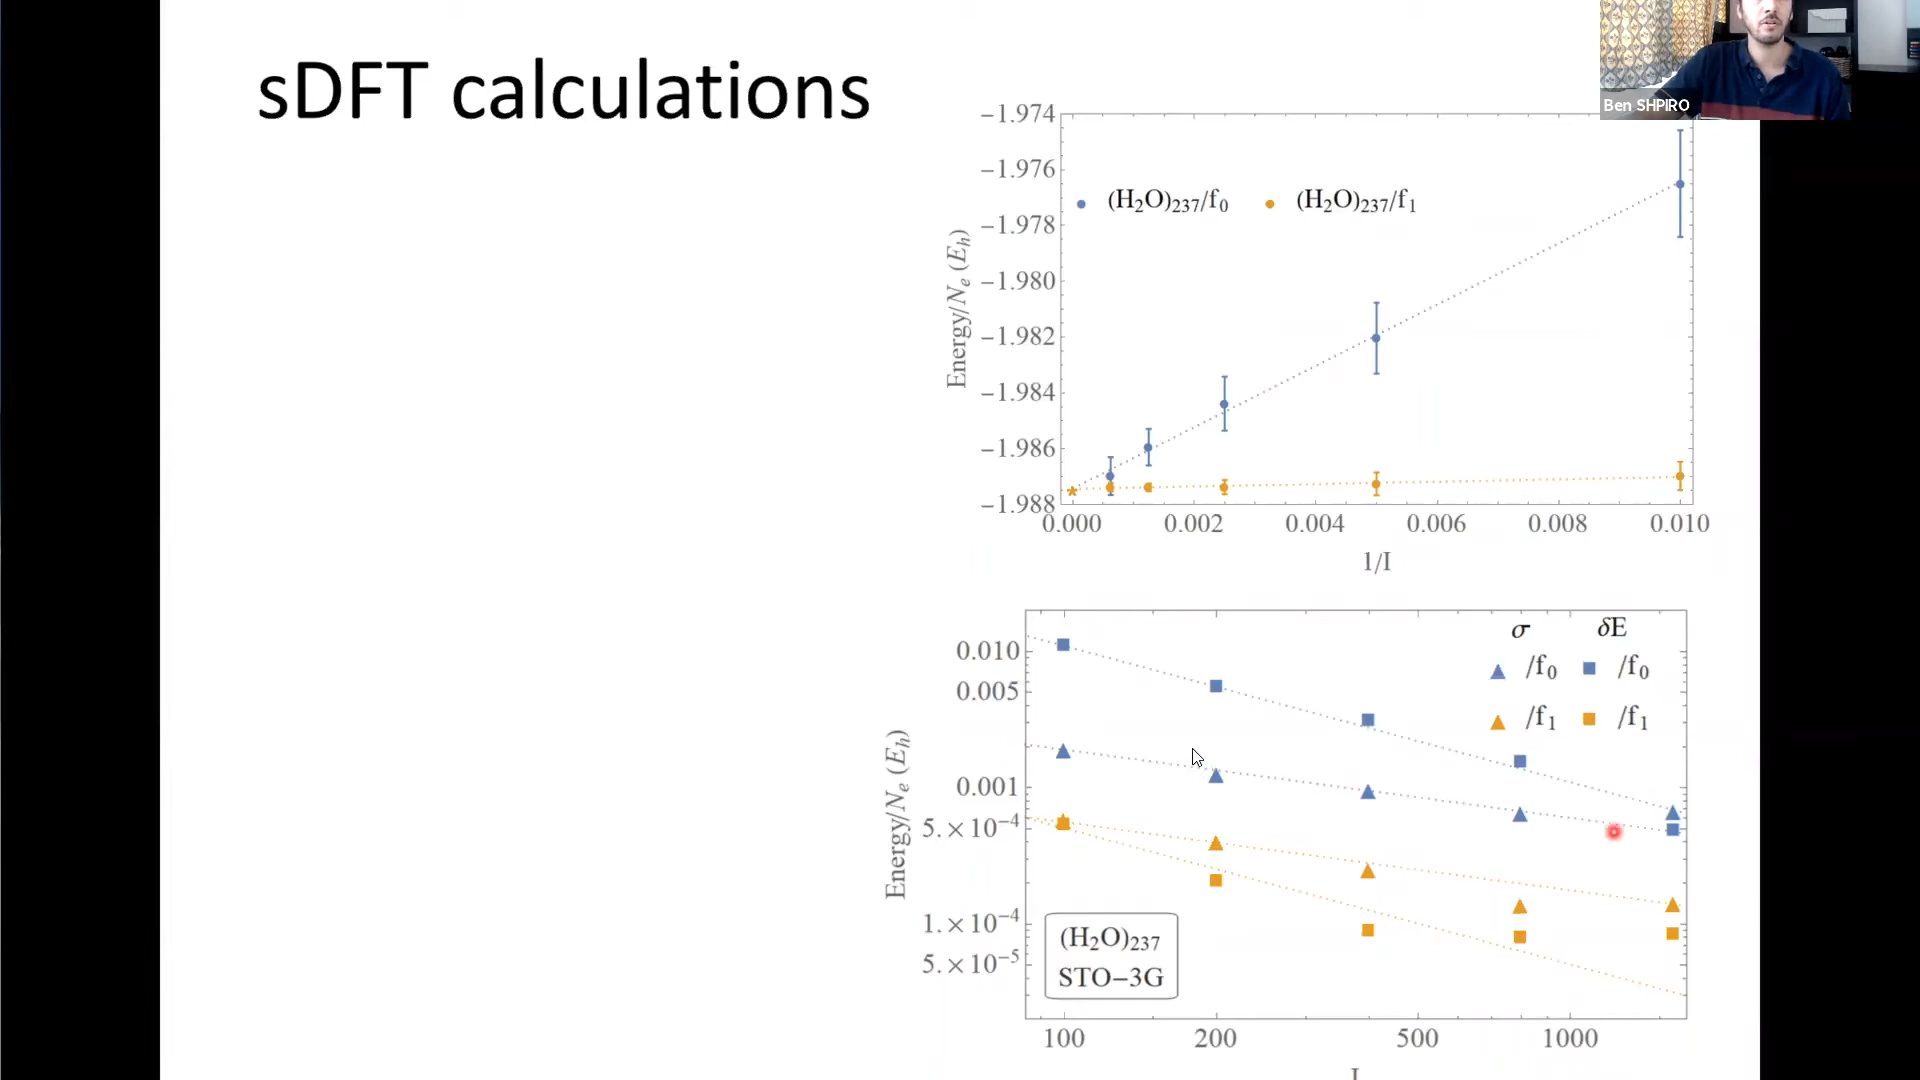 sDFT calculations
Ben SHPIRO
−1.974
−1.976
−1.978
−1.980
−1.982
−1.984
−1.986
−1.988
Energy/Nₑ (Eₕ)
(H₂O)₂₃₇/f₀
(H₂O)₂₃₇/f₁
0.000 0.002 0.004 0.006 0.008 0.010
1/I
σ δE
/f₀ /f₀
/f₁ /f₁
0.010
0.005
0.001
5.×10⁻⁴
1.×10⁻⁴
5.×10⁻⁵
Energy/Nₑ (Eₕ)
(H₂O)₂₃₇
STO−3G
100 200 500 1000
I